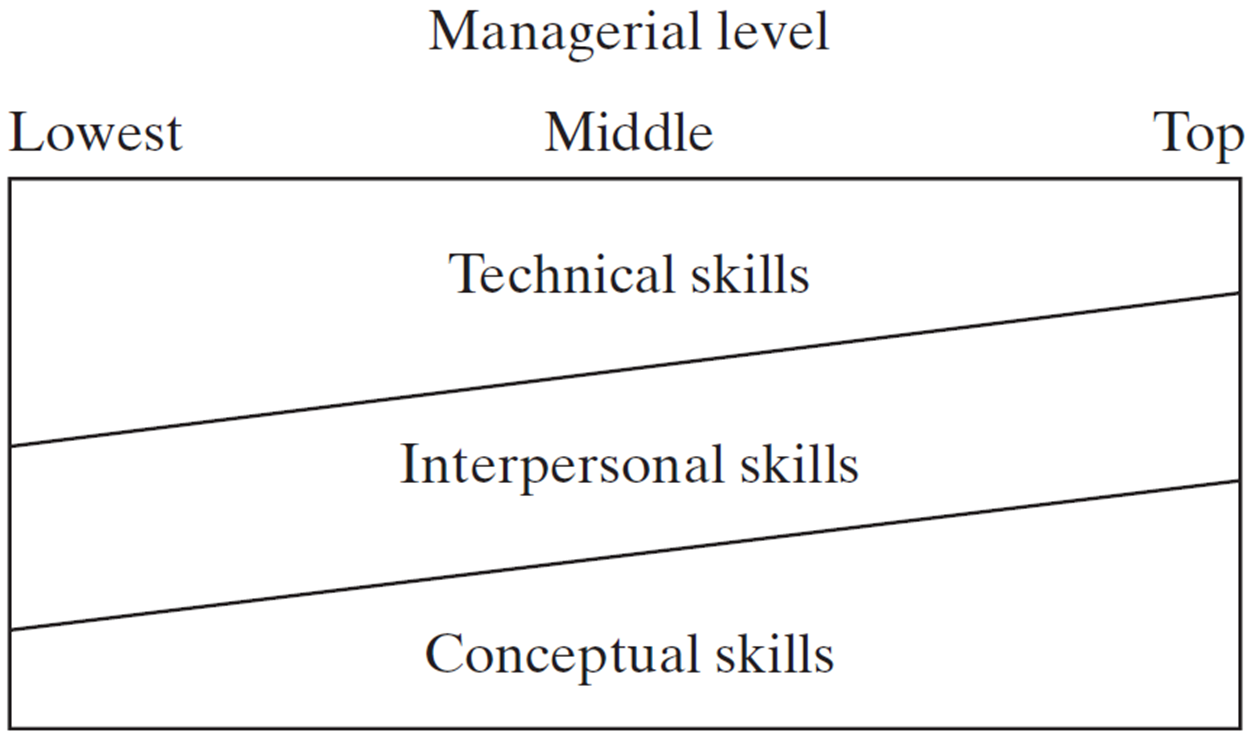 Managerial level
Lowest Middle Top
Technical skills
Interpersonal skills
Conceptual skills